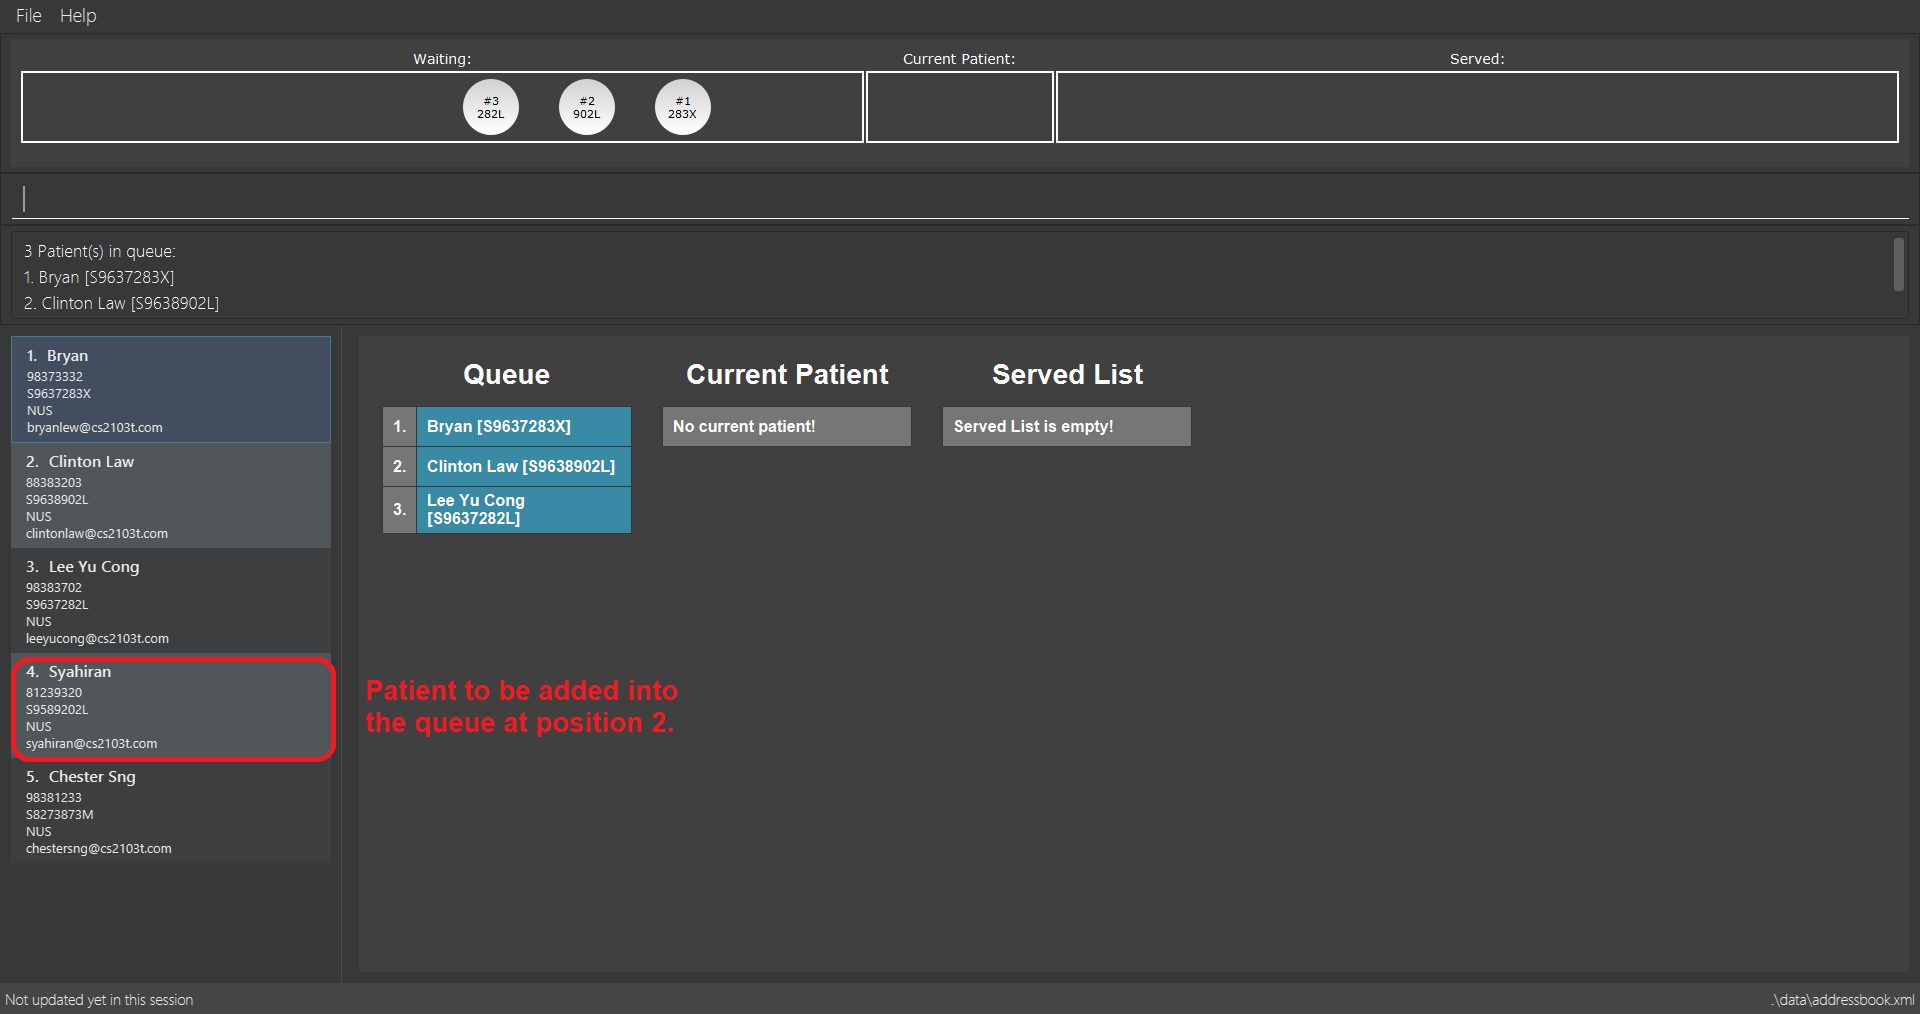 File Help
Waiting: Current Patient: Served:
#3 #2 #1
282L 902L 283X
3 Patient(s) in queue:
1. Bryan [S9637283X]
2. Clinton Law [S9638902L]
1. Bryan
98373332
S9637283X
NUS
bryanlew@cs2103t.com
2. Clinton Law
88383203
S9638902L
NUS
clintonlaw@cs2103t.com
3. Lee Yu Cong
98383702
S9637282L
NUS
leeyucong@cs2103t.com
4. Syahiran
81239320
S9589202L
NUS
syahiran@cs2103t.com
5. Chester Sng
98381233
S8273873M
NUS
chestersng@cs2103t.com
Queue
1. Bryan [S9637283X]
2. Clinton Law [S9638902L]
3. Lee Yu Cong
[S9637282L]
Current Patient
No current patient!
Served List
Served List is empty!
Patient to be added into
the queue at position 2.
Not updated yet in this session
.\data\addressbook.xml